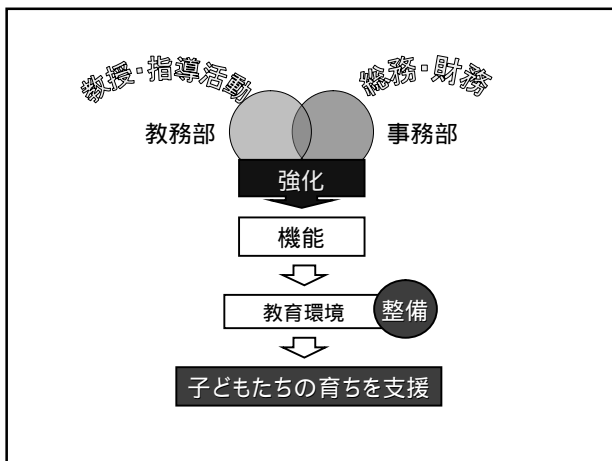 教授・指導活動
総務・財務
教務部
事務部
強化
機能
教育環境
整備
子どもたちの育ちを支援